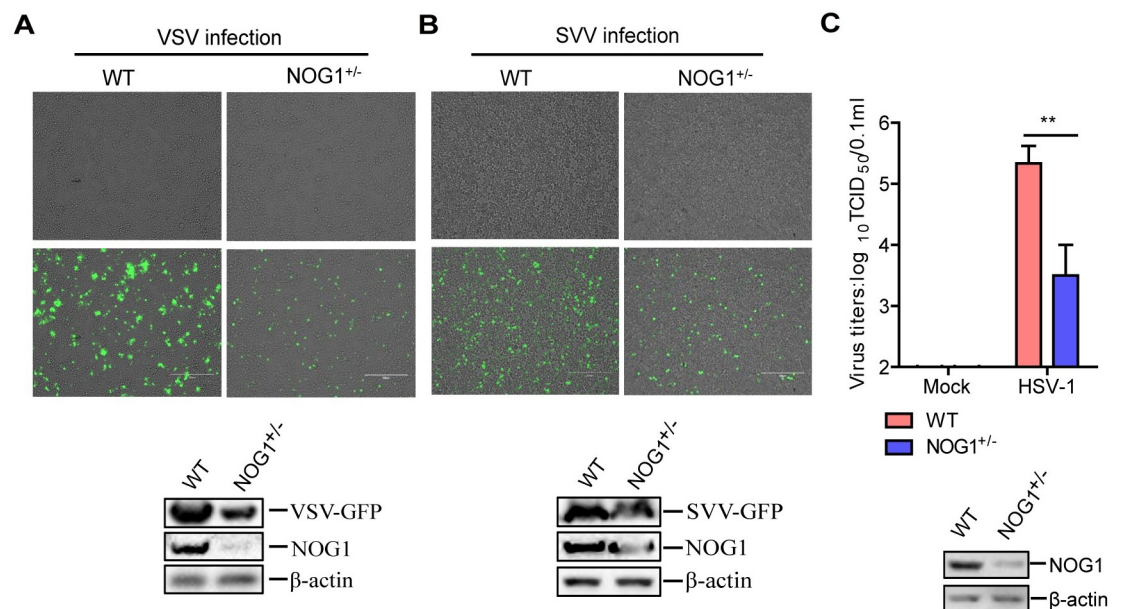 A
VSV infection
WT
NOG1+/-
WT
NOG1+/-
VSV-GFP
NOG1
β-actin
B
SVV infection
WT
NOG1+/-
WT
NOG1+/-
SVV-GFP
NOG1
β-actin
C
Virus titers:log 10 TCID50/0.1ml
6
5
4
3
2
**
Mock
HSV-1
WT
NOG1+/-
WT
NOG1+/-
NOG1
β-actin